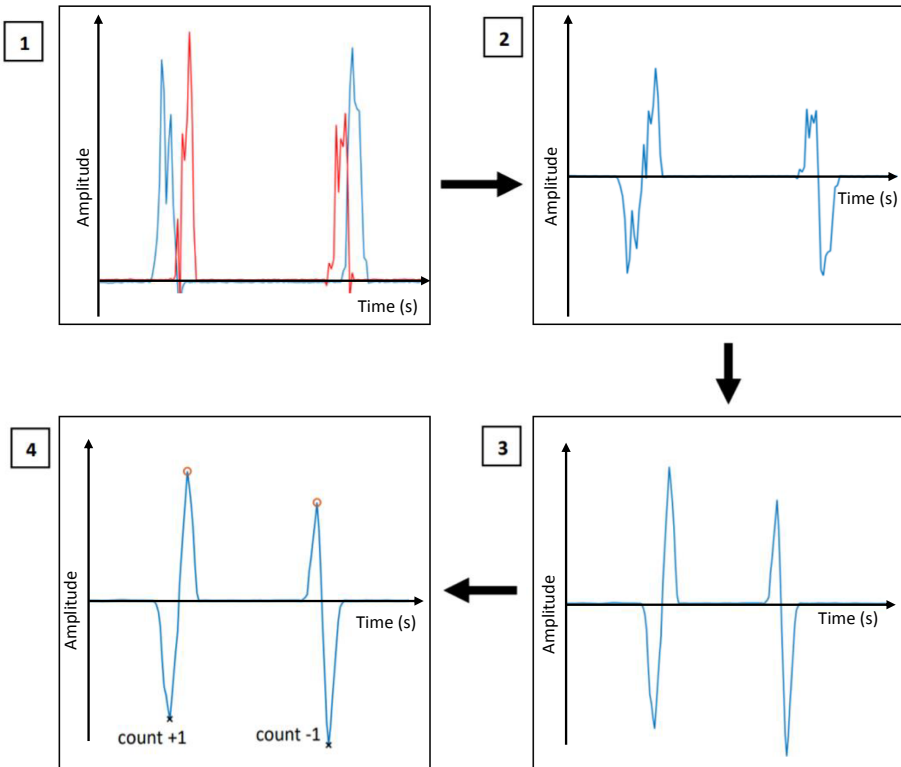 1
Amplitude
Time (s)
2
Amplitude
Time (s)
4
Amplitude
Time (s)
count +1
count -1
3
Amplitude
Time (s)